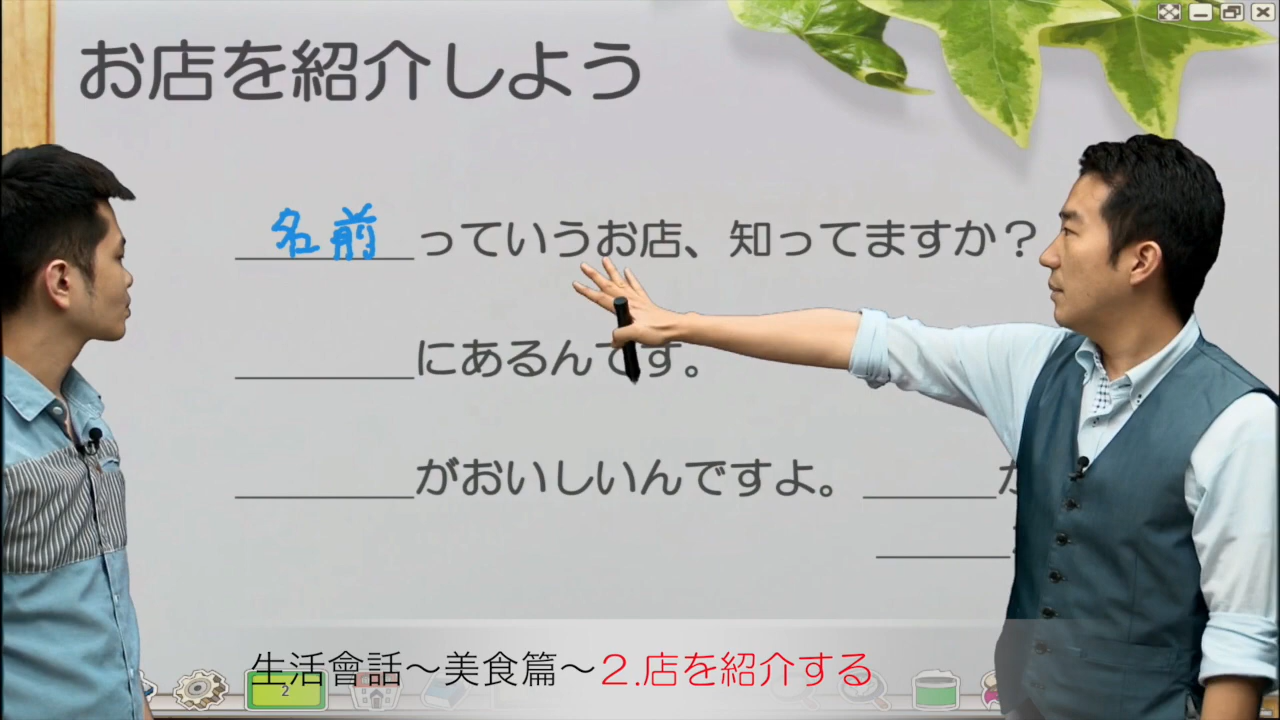 お店を紹介しよう
名前っていうお店、知ってますか？
にあるんです。
がおいしいんですよ。
生活會話～美食篇～2.店を紹介する
2